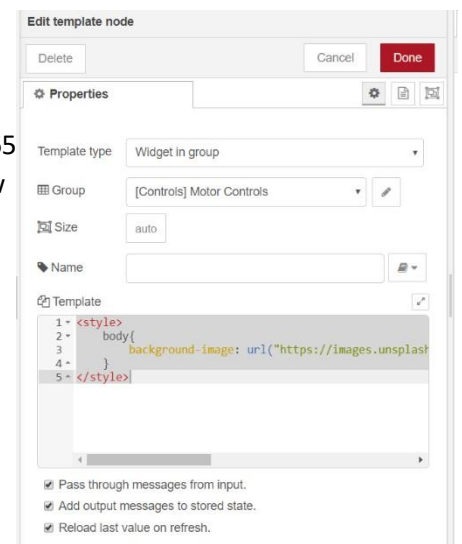 Edit template node
Delete Cancel Done
Properties
55
Template type Widget in group
Group [Controls] Motor Controls
Size auto
Name
Template
1 <style>
2 body{
3 background-image: url("https://images.unsplash
4 }
5 </style>
Pass through messages from input.
Add output messages to stored state.
Reload last value on refresh.